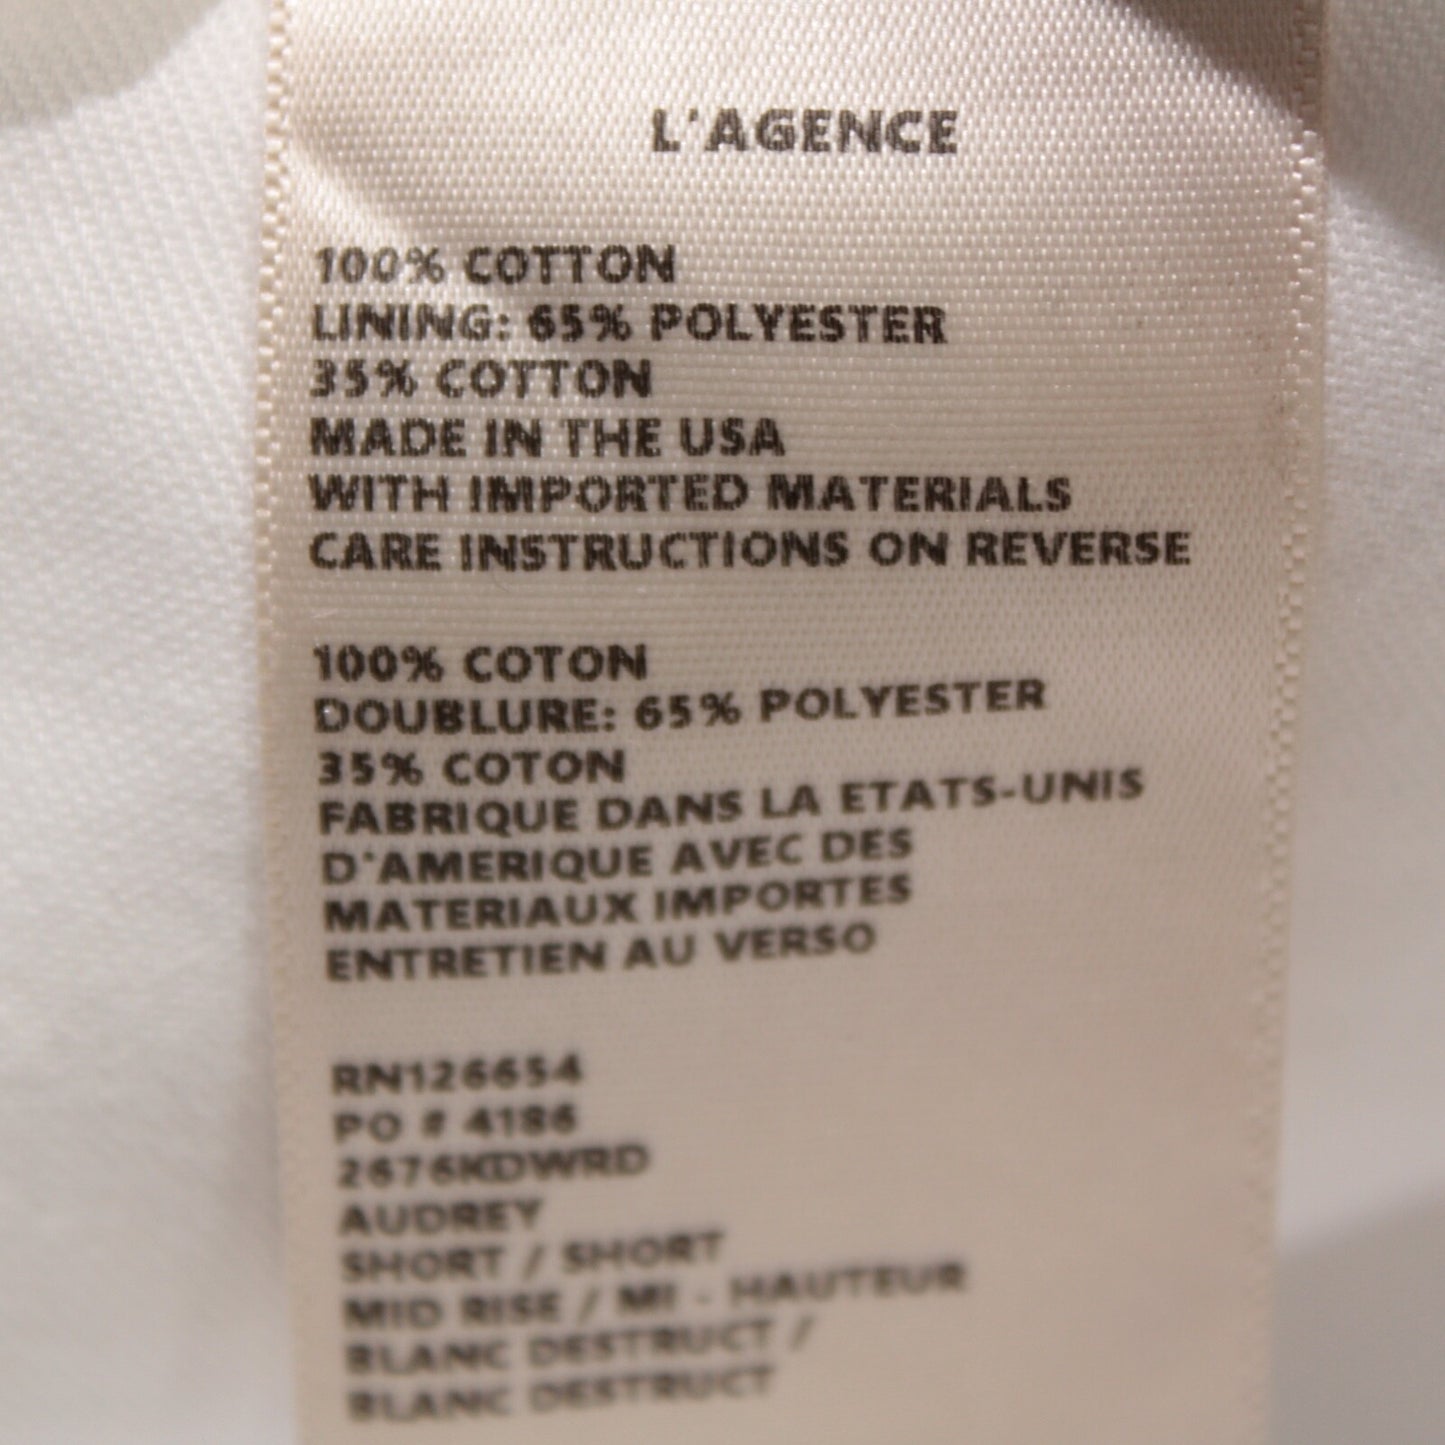 L'AGENCE
100% COTTON
LINING: 65% POLYESTER
35% COTTON
MADE IN THE USA
WITH IMPORTED MATERIALS
CARE INSTRUCTIONS ON REVERSE
100% COTON
DOUBLURE: 65% POLYESTER
35% COTON
FABRIQUE DANS LA ETATS-UNIS
D'AMERIQUE AVEC DES
MATERIAUX IMPORTES
ENTRETIEN AU VERSO
RN126654
PO # 4186
2676KDWRD
AUDREY
SHORT / SHORT
MID RISE / MI - HAUTEUR
BLANC DESTRUCT /
BLANC DESTRUCT